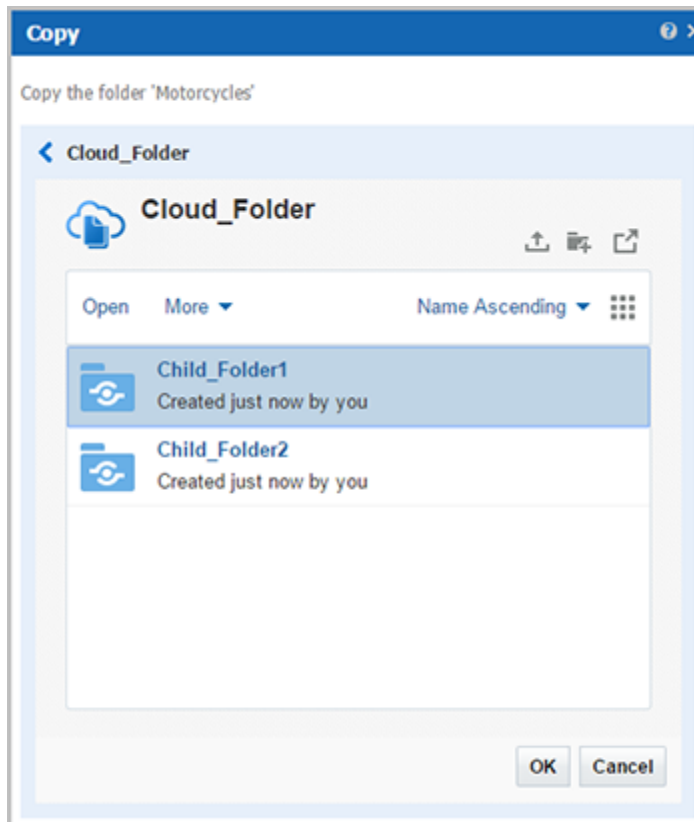 Copy
Copy the folder 'Motorcycles'
Cloud_Folder
Cloud_Folder
Open More Name Ascending
Child_Folder1
Created just now by you
Child_Folder2
Created just now by you
OK Cancel